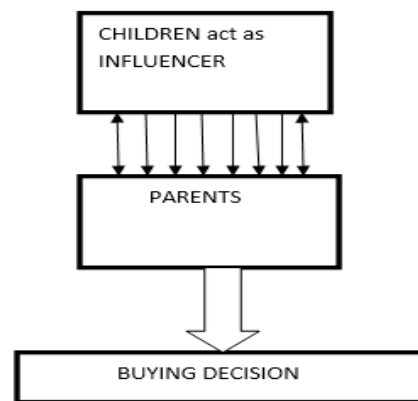 CHILDREN act as
INFLUENCER
PARENTS
BUYING DECISION